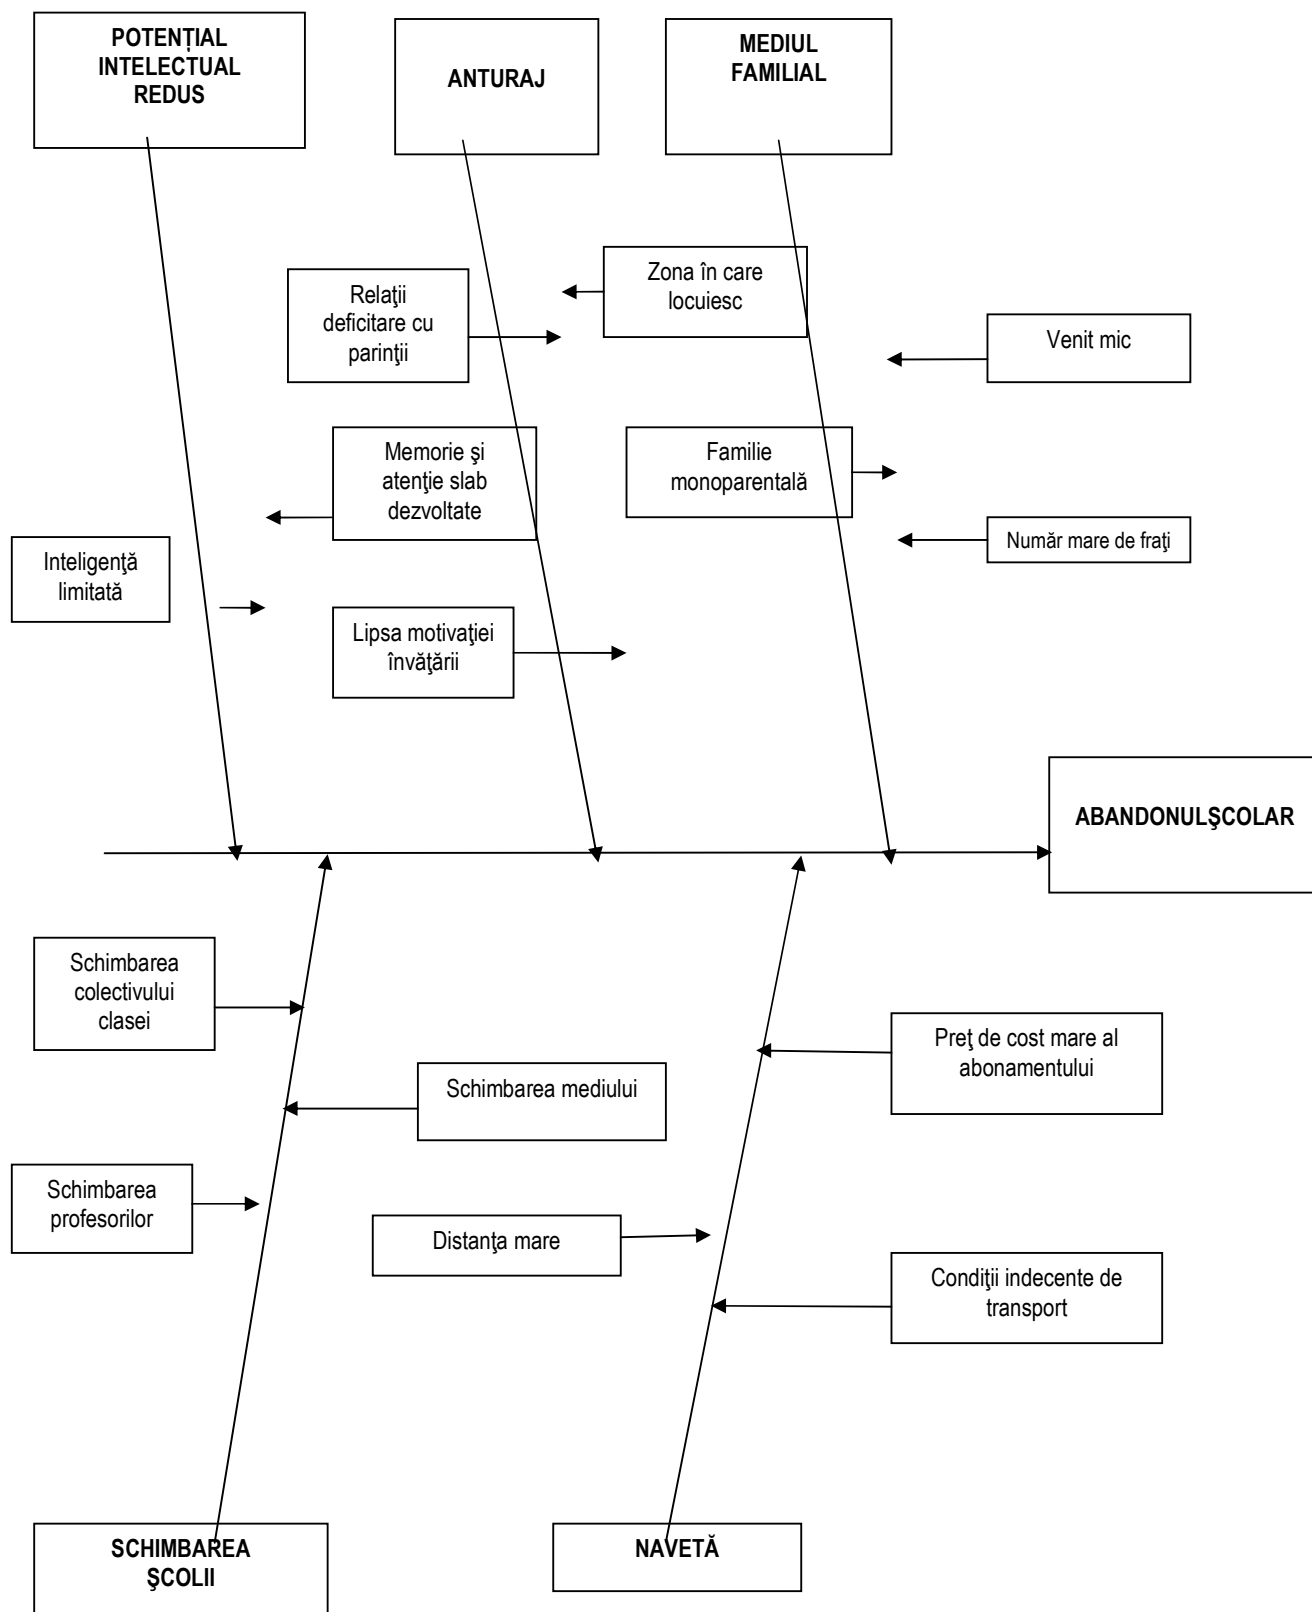 POTENȚIAL
INTELECTUAL
REDUS
ANTURAJ
MEDIUL
FAMILIAL
Relaţii
deficitare cu
parinţii
Zona în care
locuiesc
Venit mic
Memorie şi
atenţie slab
dezvoltate
Familie
monoparentală
Număr mare de fraţi
Inteligenţă
limitată
Lipsa motivaţiei
învăţării
ABANDONULŞCOLAR
Schimbarea
colectivului
clasei
Preţ de cost mare al
abonamentului
Schimbarea mediului
Schimbarea
profesorilor
Distanţa mare
Condiţii indecente de
transport
SCHIMBAREA
ŞCOLII
NAVETĂ